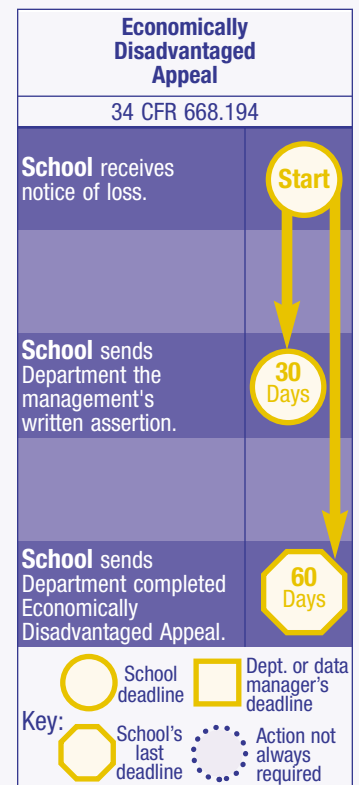 Economically
Disadvantaged
Appeal
34 CFR 668.194
School receives
notice of loss.
Start
School sends
Department the
management's
written assertion.
30
Days
School sends
Department completed
Economically
Disadvantaged Appeal.
60
Days
Key:
School
deadline
Dept. or data
manager's
deadline
School's
last
deadline
Action not
always
required